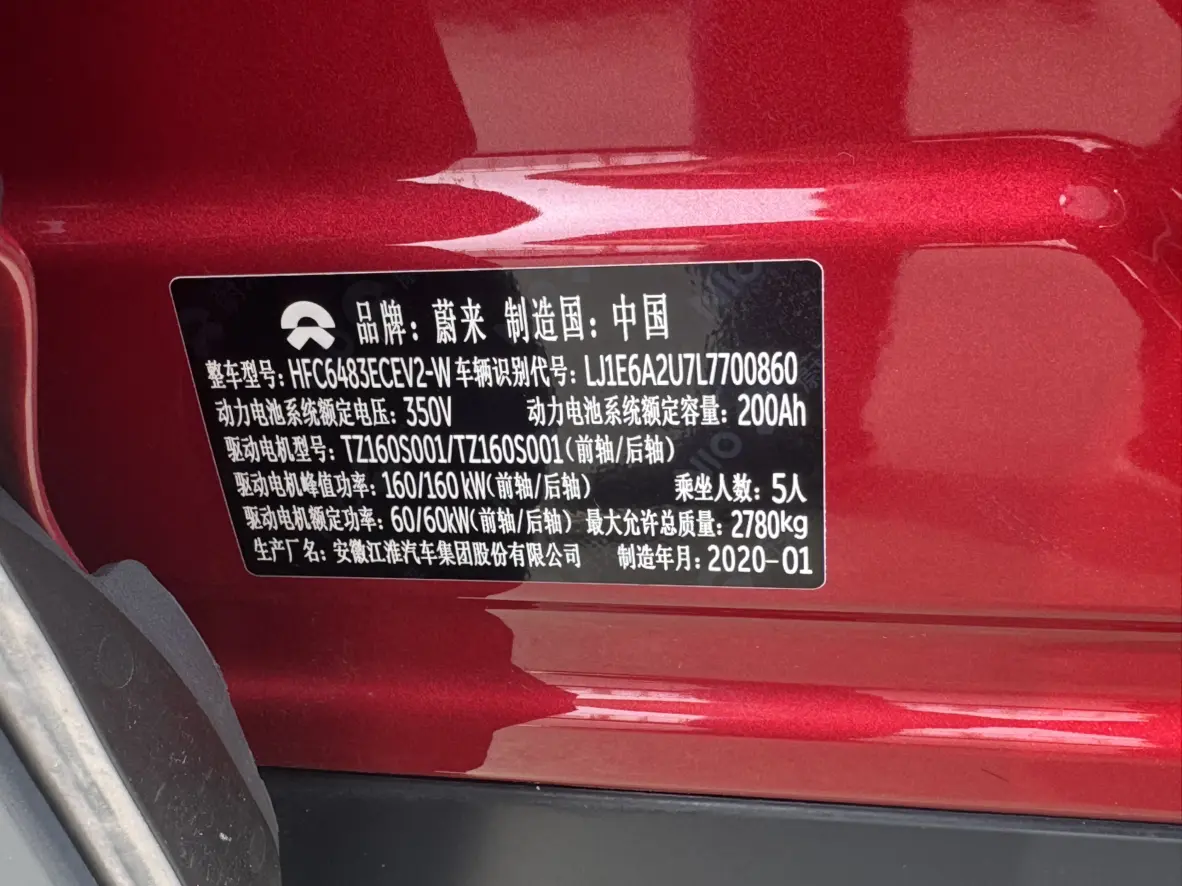 品牌：蔚来 制造国：中国
整车型号：HFC6483ECEV2-W 车辆识别代号：LJ1E6A2U7L7700860
动力电池系统额定电压：350V 动力电池系统额定容量：200Ah
驱动电机型号：TZ160S001/TZ160S001(前轴/后轴)
驱动电机峰值功率：160/160kW(前轴/后轴) 乘坐人数：5人
驱动电机额定功率：60/60kW(前轴/后轴) 最大允许总质量：2780kg
生产厂名：安徽江淮汽车集团股份有限公司 制造年月：2020-01